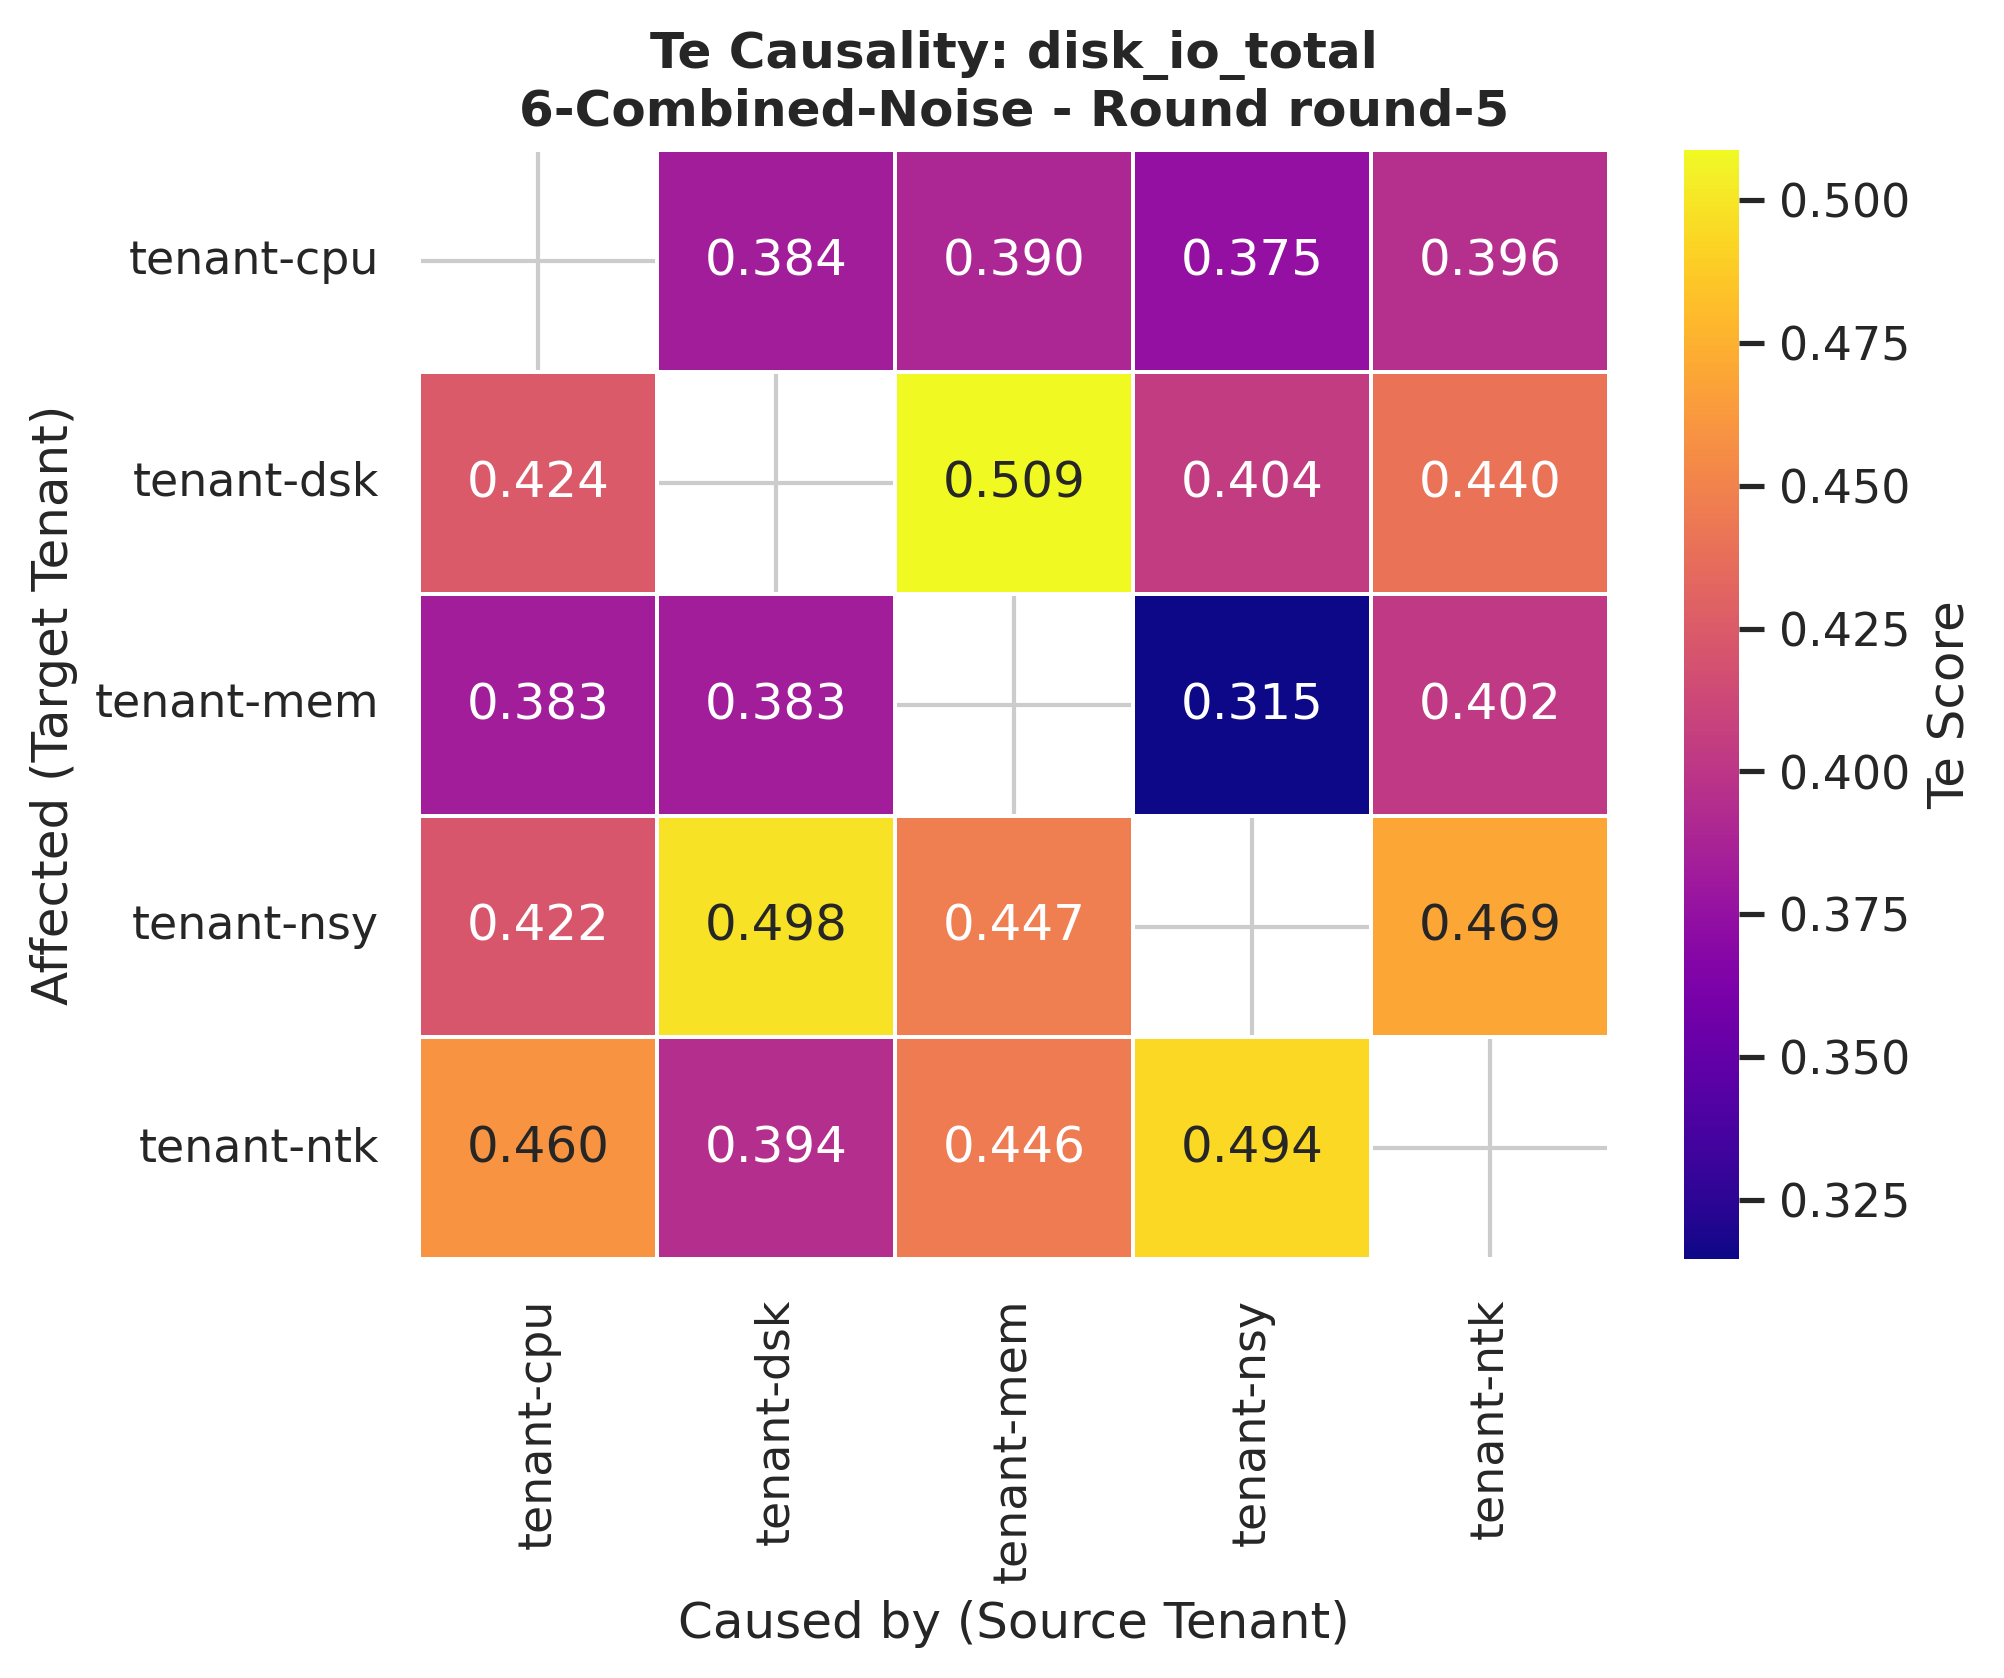 Te Causality: disk_io_total
6-Combined-Noise - Round round-5
Affected (Target Tenant)
tenant-cpu
0.384 0.390 0.375 0.396
tenant-dsk
0.424 0.509 0.404 0.440
tenant-mem
0.383 0.383 0.315 0.402
tenant-nsy
0.422 0.498 0.447 0.469
tenant-ntk
0.460 0.394 0.446 0.494
tenant-cpu
tenant-dsk
tenant-mem
tenant-nsy
tenant-ntk
Caused by (Source Tenant)
0.500
0.475
0.450
0.425
0.400
0.375
0.350
0.325
Te Score